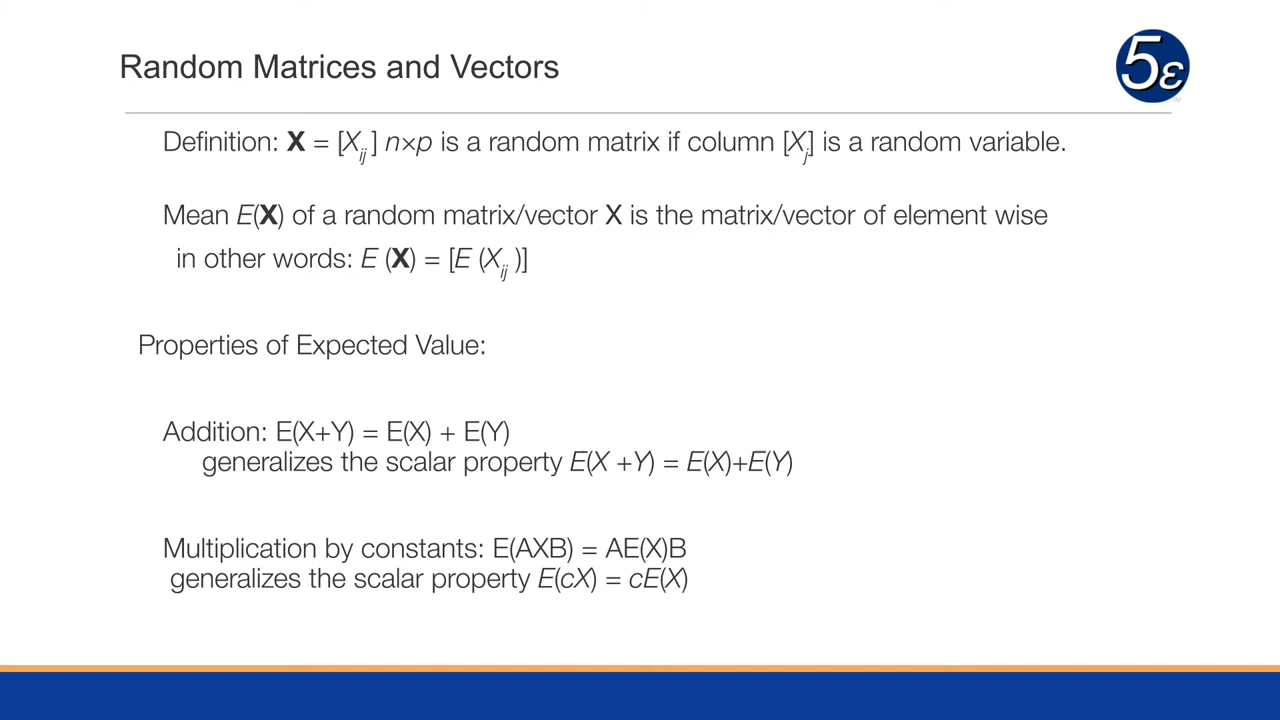 Random Matrices and Vectors
5ε
Definition: X = [Xij ] n×p is a random matrix if column [Xj] is a random variable.
Mean E(X) of a random matrix/vector X is the matrix/vector of element wise
in other words: E (X) = [E (Xij )]
Properties of Expected Value:
Addition: E(X+Y) = E(X) + E(Y)
generalizes the scalar property E(X +Y) = E(X)+E(Y)
Multiplication by constants: E(AXB) = AE(X)B
generalizes the scalar property E(cX) = cE(X)